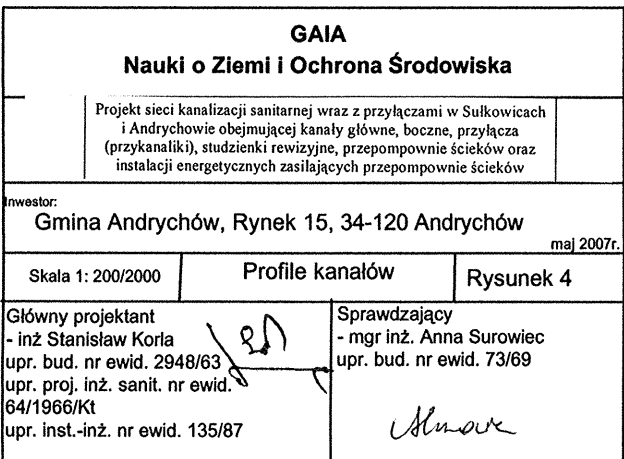 GAIA
Nauki o Ziemi i Ochrona Środowiska
Projekt sieci kanalizacji sanitarnej wraz z przyłączami w Sułkowicach
i Andrychowie obejmującej kanały główne, boczne, przyłącza
(przykanaliki), studzienki rewizyjne, przepompownie ścieków oraz
instalacji energetycznych zasilających przepompownie ścieków
Inwestor:
Gmina Andrychów, Rynek 15, 34-120 Andrychów
maj 2007r.
Skala 1: 200/2000
Profile kanałów
Rysunek 4
Główny projektant
- inż Stanisław Korla
upr. bud. nr ewid. 2948/63
upr. proj. inż. sanit. nr ewid.
64/1966/Kt
upr. inst.-inż. nr ewid. 135/87
Sprawdzający
- mgr inż. Anna Surowiec
upr. bud. nr ewid. 73/69